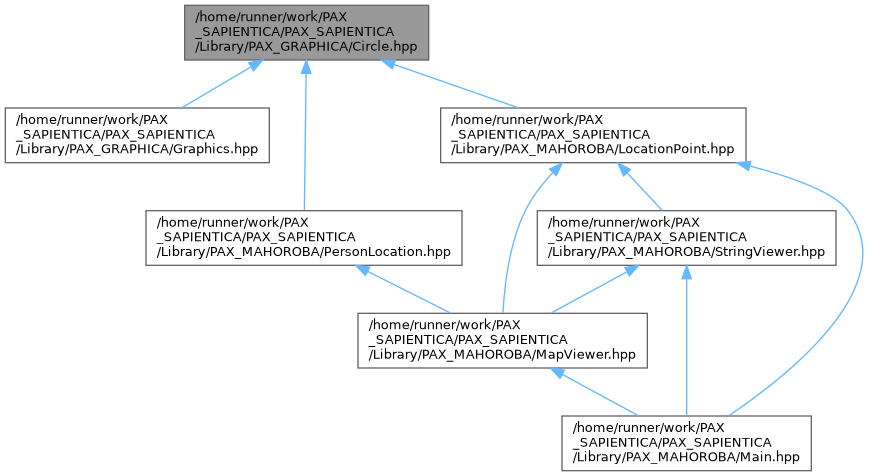 /home/runner/work/PAX
_SAPIENTICA/PAX_SAPIENTICA
/Library/PAX_GRAPHICA/Circle.hpp
/home/runner/work/PAX
_SAPIENTICA/PAX_SAPIENTICA
/Library/PAX_GRAPHICA/Graphics.hpp
/home/runner/work/PAX
_SAPIENTICA/PAX_SAPIENTICA
/Library/PAX_MAHOROBA/LocationPoint.hpp
/home/runner/work/PAX
_SAPIENTICA/PAX_SAPIENTICA
/Library/PAX_MAHOROBA/PersonLocation.hpp
/home/runner/work/PAX
_SAPIENTICA/PAX_SAPIENTICA
/Library/PAX_MAHOROBA/StringViewer.hpp
/home/runner/work/PAX
_SAPIENTICA/PAX_SAPIENTICA
/Library/PAX_MAHOROBA/MapViewer.hpp
/home/runner/work/PAX
_SAPIENTICA/PAX_SAPIENTICA
/Library/PAX_MAHOROBA/Main.hpp